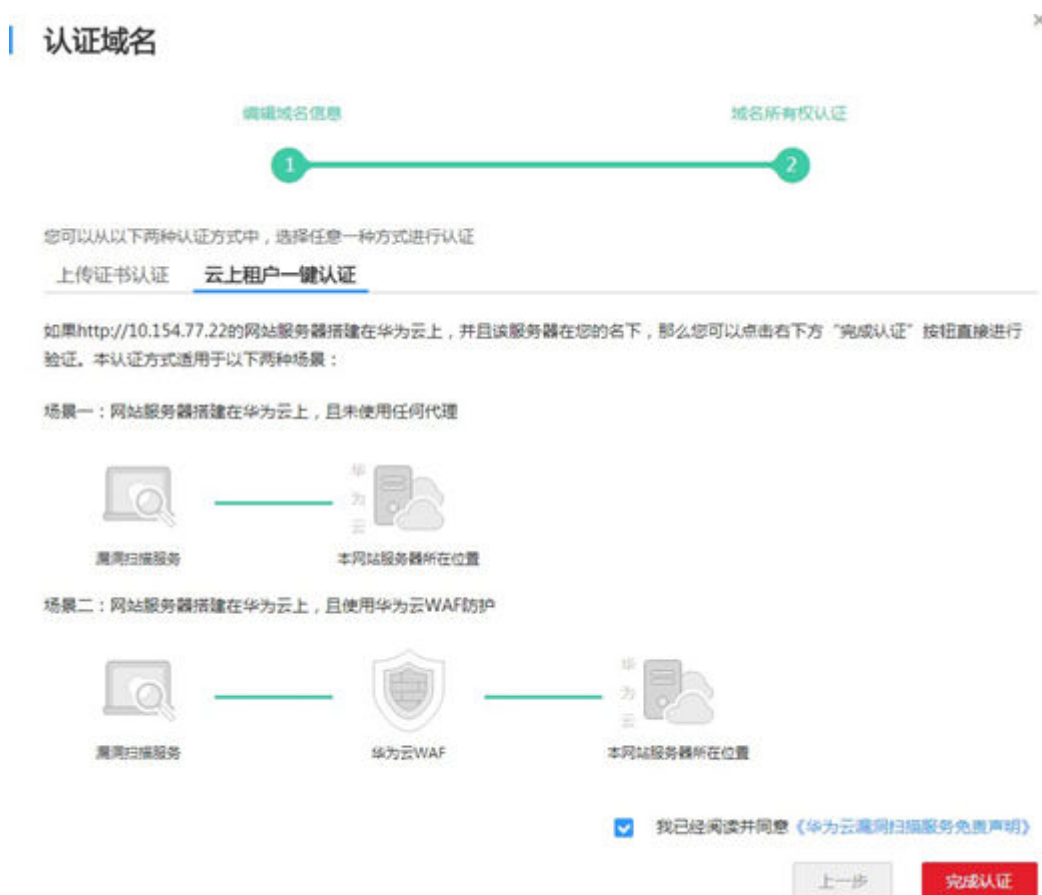 认证域名
×
编辑域名信息
域名所有权认证
1
2
您可以从以下两种认证方式中，选择任意一种方式进行认证
上传证书认证 云上租户一键认证
如果http://10.154.77.22的网站服务器搭建在华为云上，并且该服务器在您的名下，那么您可以点击右下方“完成认证”按钮直接进行
验证。本认证方式适用于以下两种场景：
场景一：网站服务器搭建在华为云上，且未使用任何代理
华
为
云
漏洞扫描服务
本网站服务器所在位置
场景二：网站服务器搭建在华为云上，且使用华为云WAF防护
华
为
云
漏洞扫描服务
华为云WAF
本网站服务器所在位置
我已经阅读并同意《华为云漏洞扫描服务免责声明》
上一步
完成认证